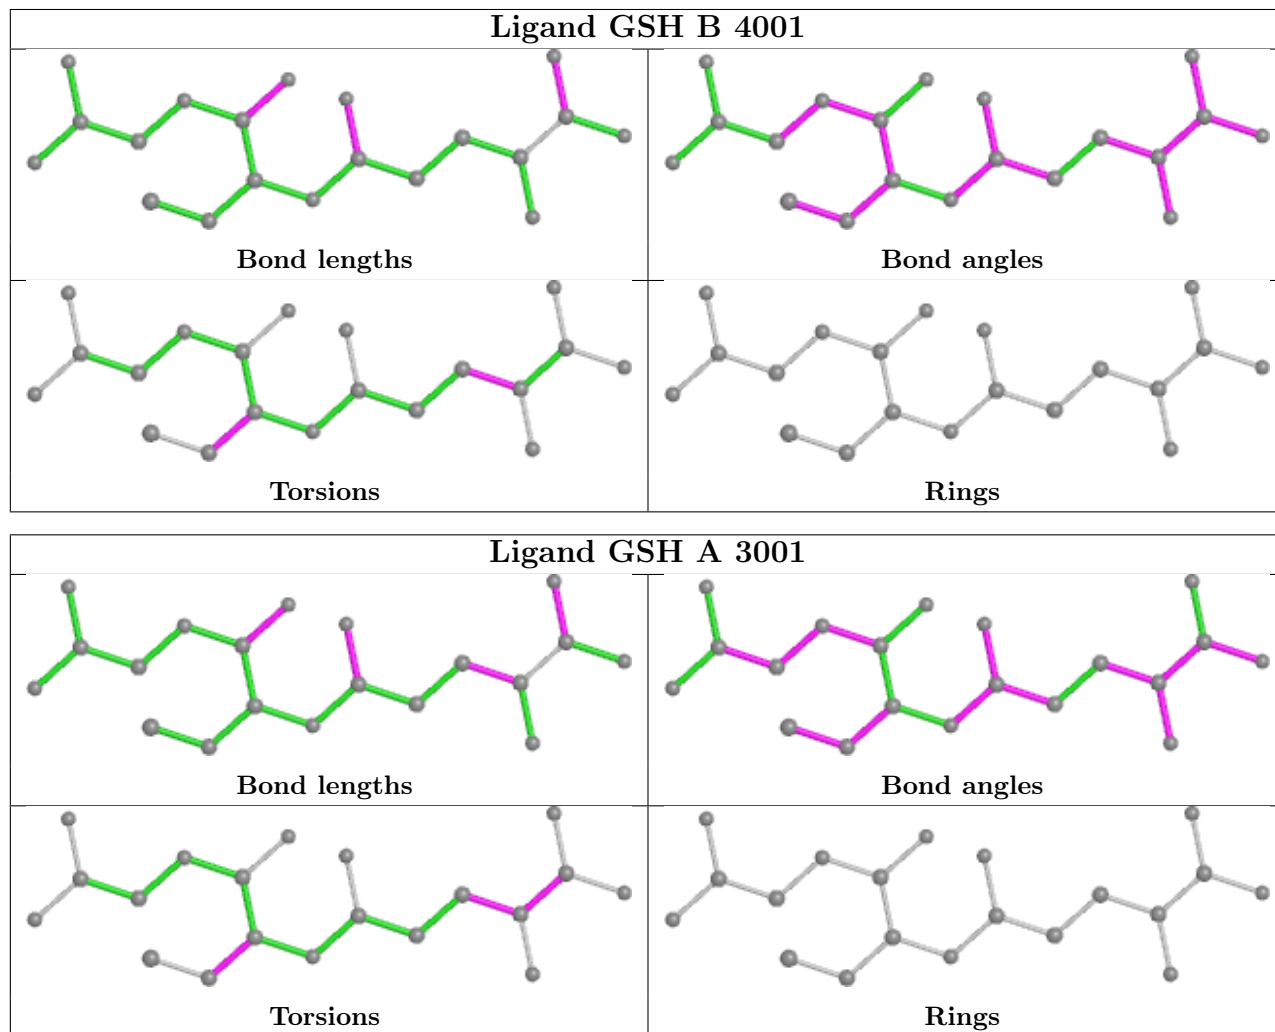 Ligand GSH B 4001
Bond lengths
Bond angles
Torsions
Rings
Ligand GSH A 3001
Bond lengths
Bond angles
Torsions
Rings